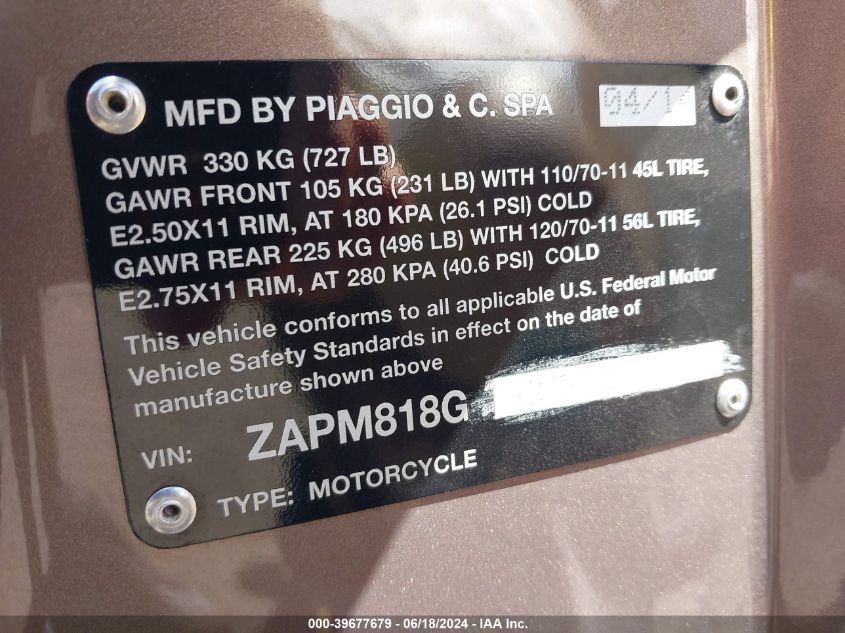 MFD BY PIAGGIO & C. SPA
GVWR 330 KG (727 LB)
GAWR FRONT 105 KG (231 LB) WITH 110/70-11 45L TIRE,
E2.50X11 RIM, AT 180 KPA (26.1 PSI) COLD
GAWR REAR 225 KG (496 LB) WITH 120/70-11 56L TIRE,
E2.75X11 RIM, AT 280 KPA (40.6 PSI) COLD
This vehicle conforms to all applicable U.S. Federal Motor
Vehicle Safety Standards in effect on the date of
manufacture shown above
VIN: ZAPM818G
TYPE: MOTORCYCLE
000-39677679 - 06/18/2024 - IAA Inc.